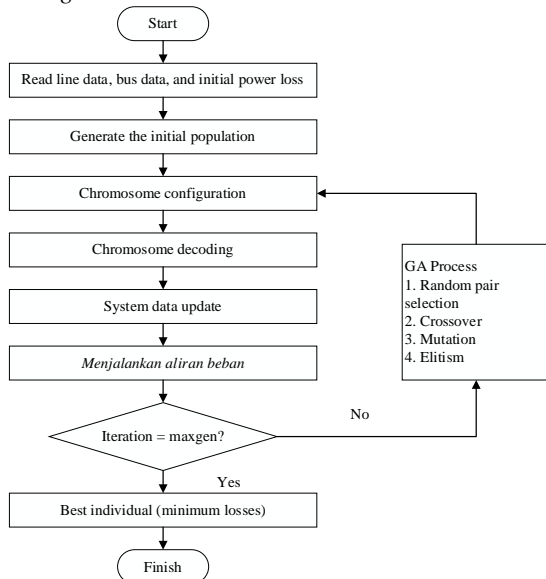 Start
Read line data, bus data, and initial power loss
Generate the initial population
Chromosome configuration
Chromosome decoding
System data update
Menjalankan aliran beban
GA Process
1. Random pair
selection
2. Crossover
3. Mutation
4. Elitism
Iteration = maxgen?
No
Yes
Best individual (minimum losses)
Finish